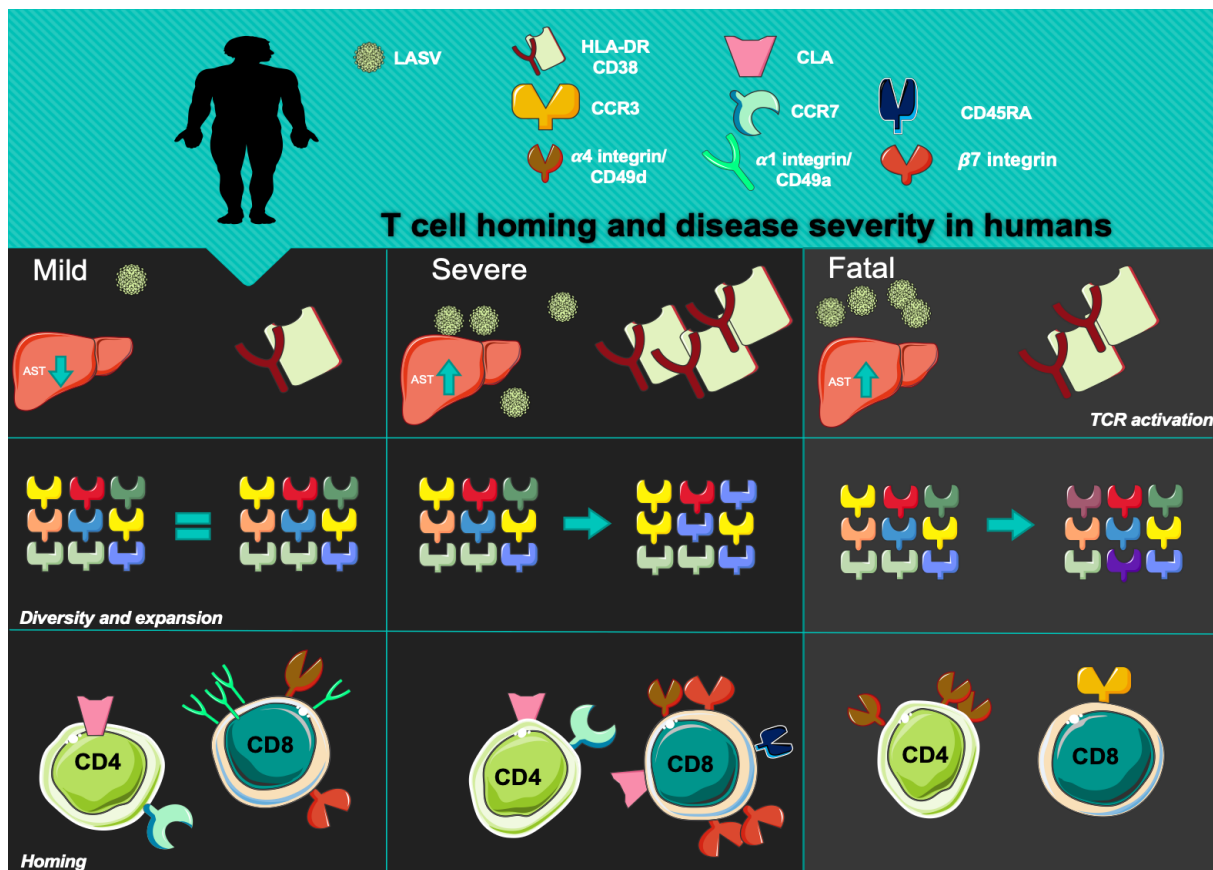 LASV
HLA-DR
CD38
CLA
CCR3
CCR7
CD45RA
α4 integrin/
CD49d
α1 integrin/
CD49a
β7 integrin
T cell homing and disease severity in humans
Mild
Severe
Fatal
AST
AST
AST
TCR activation
Diversity and expansion
CD4
CD8
CD4
CD8
CD4
CD8
Homing